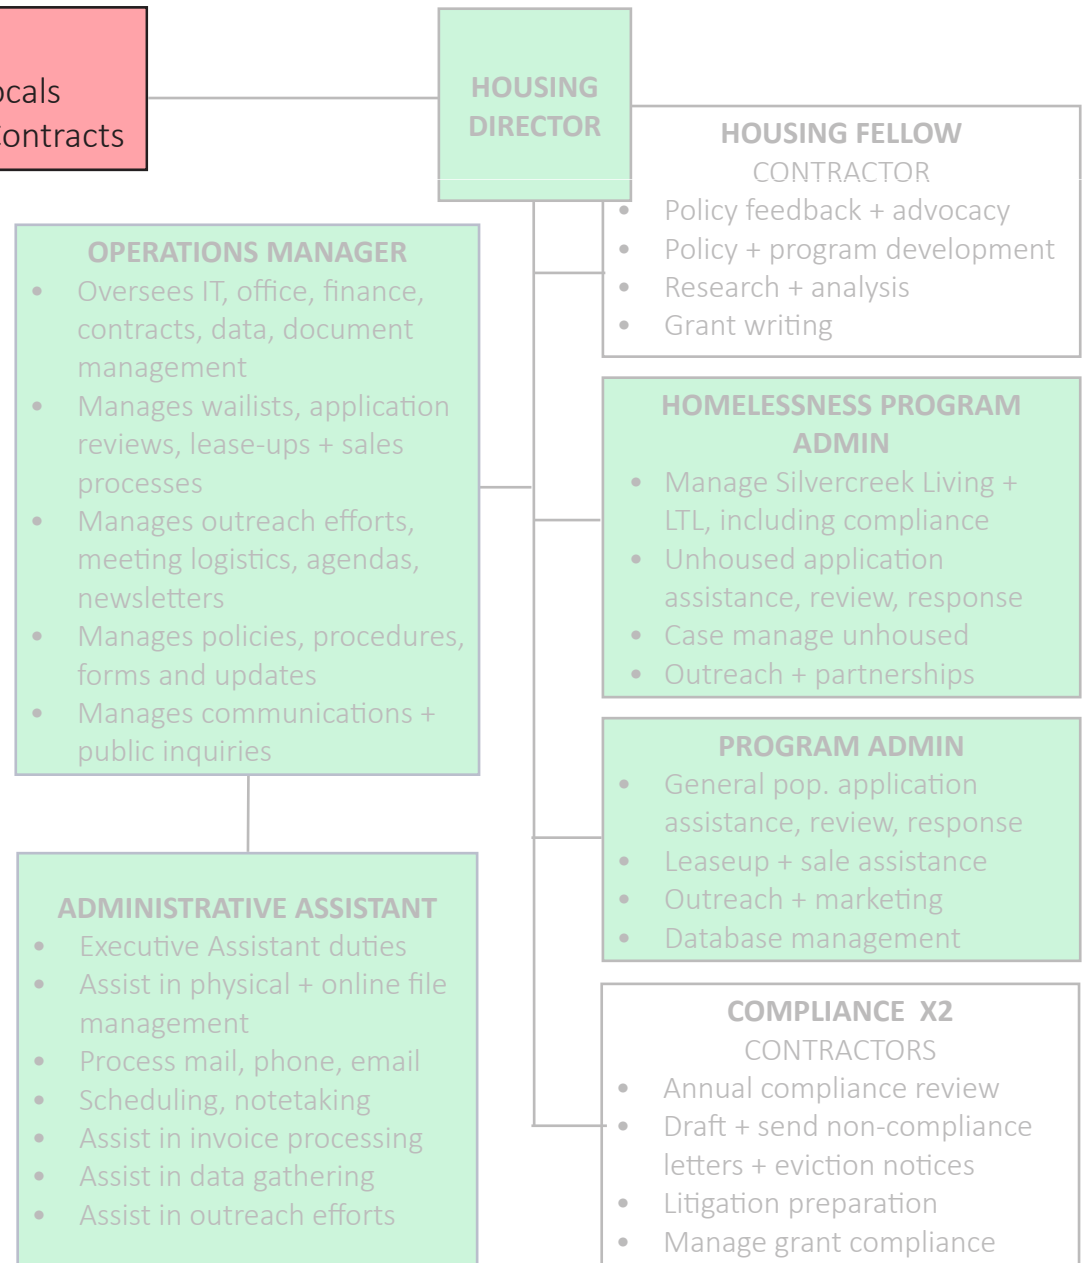 Contracts
HOUSING
DIRECTOR
HOUSING FELLOW
CONTRACTOR
• Policy feedback + advocacy
• Policy + program development
• Research + analysis
• Grant writing
OPERATIONS MANAGER
• Oversees IT, office, finance,
contracts, data, document
management
• Manages wailists, application
reviews, lease-ups + sales
processes
• Manages outreach efforts,
meeting logistics, agendas,
newsletters
• Manages policies, procedures,
forms and updates
• Manages communications +
public inquiries
HOMELESSNESS PROGRAM
ADMIN
• Manage Silvercreek Living +
LTL, including compliance
• Unhoused application
assistance, review, response
• Case manage unhoused
• Outreach + partnerships
PROGRAM ADMIN
• General pop. application
assistance, review, response
• Leaseup + sale assistance
• Outreach + marketing
• Database management
ADMINISTRATIVE ASSISTANT
• Executive Assistant duties
• Assist in physical + online file
management
• Process mail, phone, email
• Scheduling, notetaking
• Assist in invoice processing
• Assist in data gathering
• Assist in outreach efforts
COMPLIANCE X2
CONTRACTORS
• Annual compliance review
• Draft + send non-compliance
letters + eviction notices
• Litigation preparation
• Manage grant compliance